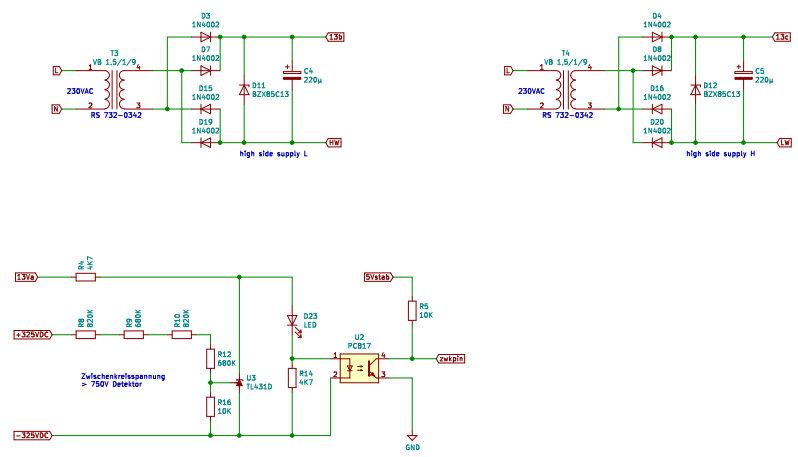 D3
1N4002
13b
D7
1N4002
T3
VB 1,5/1/9
L
1
4
230VAC
+
C4
220µ
D11
BZX85C13
D15
1N4002
N
2
3
RS 732-0342
D19
1N4002
HW
high side supply L
D4
1N4002
13c
D8
1N4002
T4
VB 1,5/1/9
L
1
4
230VAC
+
C5
220µ
D12
BZX85C13
D16
1N4002
N
2
3
RS 732-0342
D20
1N4002
LW
high side supply H
13Va
R4
4K7
5Vstab
R5
10K
D23
LED
+325VDC
R8
820K
R9
680K
R10
820K
U2
PC817
1
4
zwkpin
2
3
R12
680K
R14
4K7
U3
TL431D
Zwischenkreisspannung
> 750V Detektor
R16
10K
-325VDC
GND